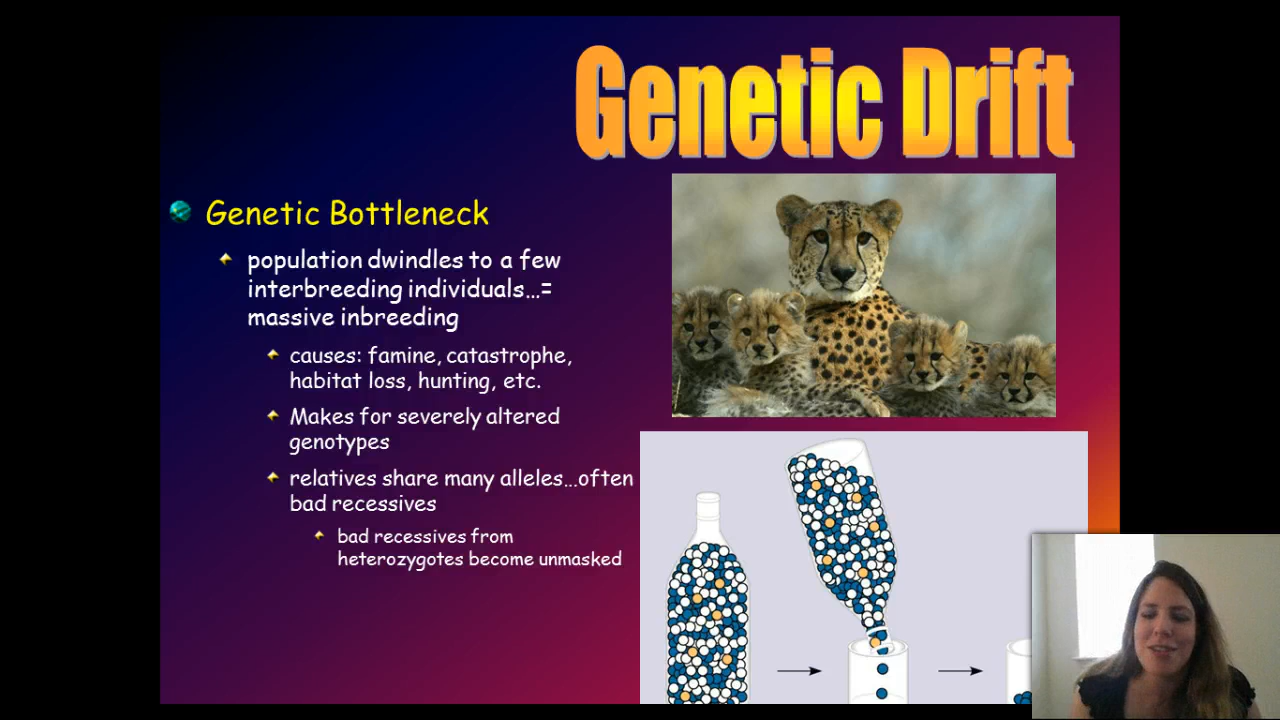 Genetic Drift
Genetic Bottleneck
population dwindles to a few
interbreeding individuals…=
massive inbreeding
causes: famine, catastrophe,
habitat loss, hunting, etc.
Makes for severely altered
genotypes
relatives share many alleles…often
bad recessives
bad recessives from
heterozygotes become unmasked